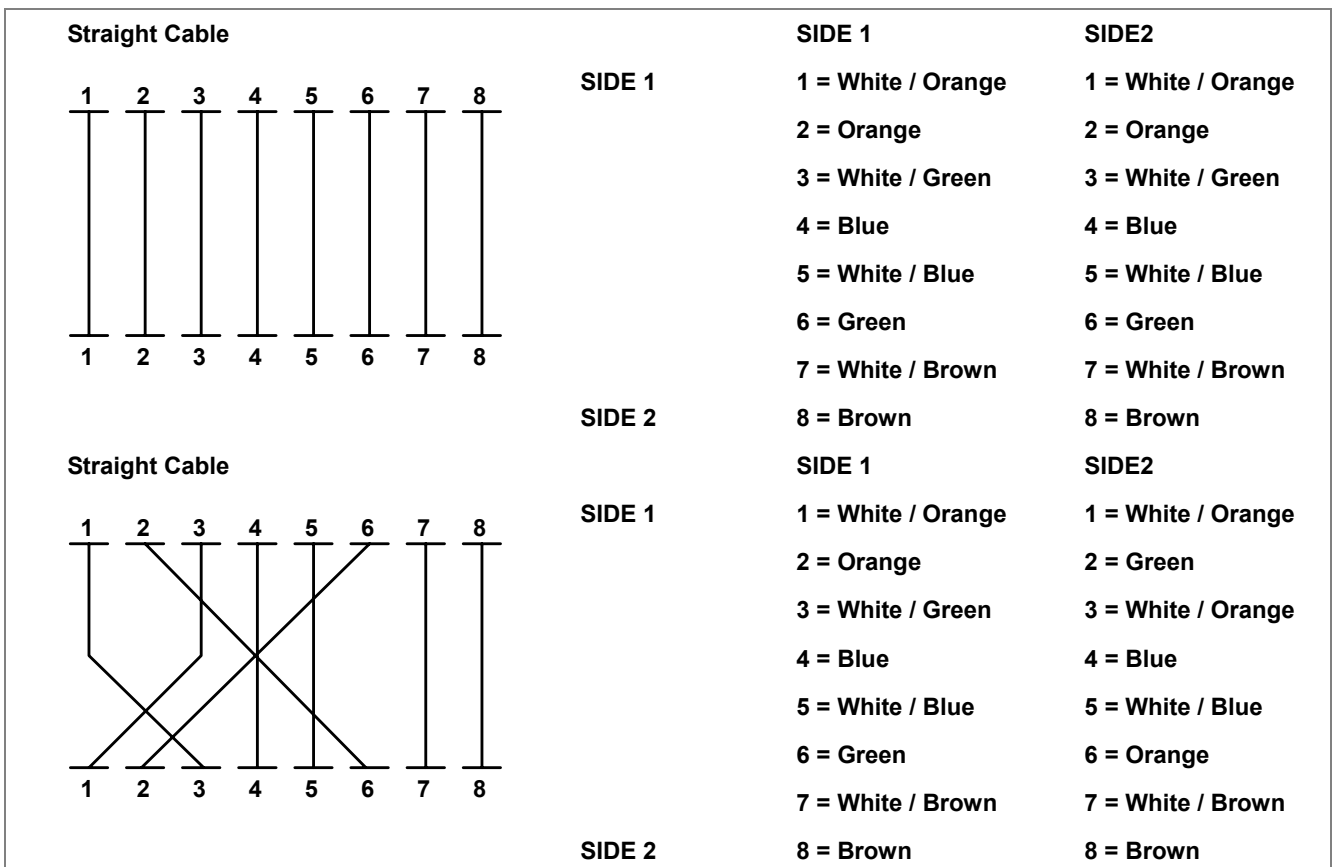 Straight Cable SIDE 1 SIDE2
SIDE 1 1 = White / Orange 1 = White / Orange
1 2 3 4 5 6 7 8
2 = Orange 2 = Orange
3 = White / Green 3 = White / Green
4 = Blue 4 = Blue
5 = White / Blue 5 = White / Blue
6 = Green 6 = Green
1 2 3 4 5 6 7 8
7 = White / Brown 7 = White / Brown
SIDE 2 8 = Brown 8 = Brown
Straight Cable SIDE 1 SIDE2
SIDE 1 1 = White / Orange 1 = White / Orange
1 2 3 4 5 6 7 8
2 = Orange 2 = Green
3 = White / Green 3 = White / Orange
4 = Blue 4 = Blue
5 = White / Blue 5 = White / Blue
6 = Green 6 = Orange
1 2 3 4 5 6 7 8
7 = White / Brown 7 = White / Brown
SIDE 2 8 = Brown 8 = Brown